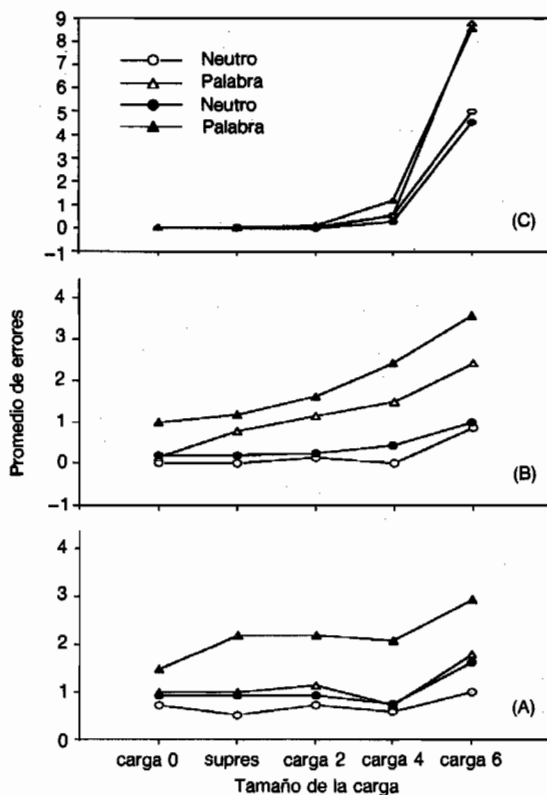 9
8
7
6
5
4
3
2
1
0
−1
Neutro
Palabra
Neutro
Palabra
(C)
4
3
2
1
0
−1
(B)
Promedio de errores
4
3
2
1
0
(A)
carga 0 supres carga 2 carga 4 carga 6
Tamaño de la carga